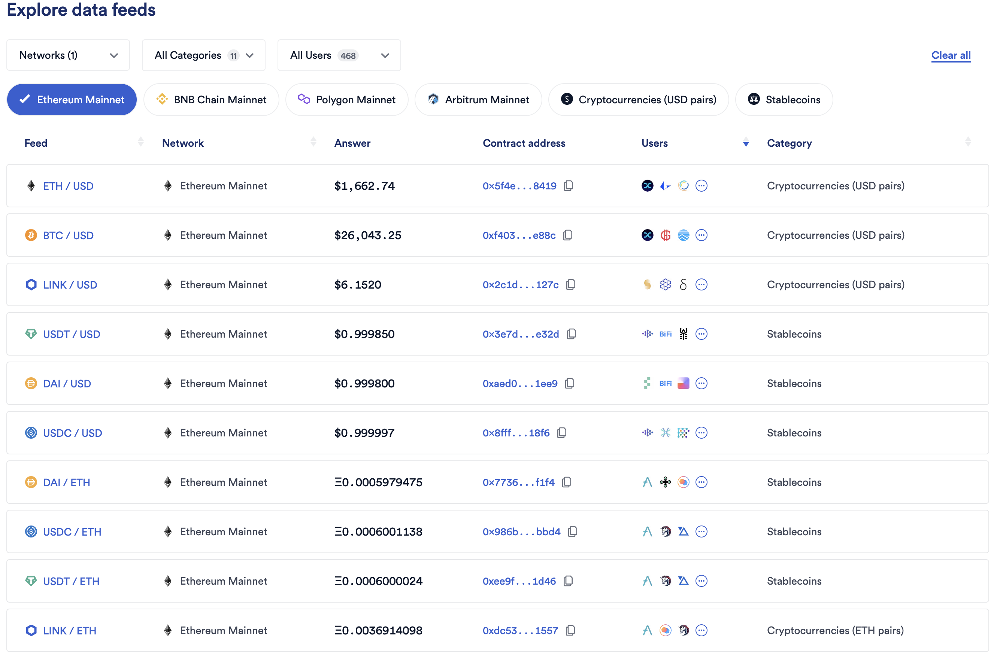 Explore data feeds
Networks (1) All Categories 11 All Users 468 Clear all
Ethereum Mainnet BNB Chain Mainnet Polygon Mainnet Arbitrum Mainnet Cryptocurrencies (USD pairs) Stablecoins
Feed Network Answer Contract address Users Category
ETH / USD Ethereum Mainnet $1,662.74 0x5f4e...8419 Cryptocurrencies (USD pairs)
BTC / USD Ethereum Mainnet $26,043.25 0xf403...e88c Cryptocurrencies (USD pairs)
LINK / USD Ethereum Mainnet $6.1520 0x2c1d...127c Cryptocurrencies (USD pairs)
USDT / USD Ethereum Mainnet $0.999850 0x3e7d...e32d BiFi Stablecoins
DAI / USD Ethereum Mainnet $0.999800 0xaed0...1ee9 BiFi Stablecoins
USDC / USD Ethereum Mainnet $0.999997 0x8fff...18f6 Stablecoins
DAI / ETH Ethereum Mainnet Ξ0.0005979475 0x7736...f1f4 Stablecoins
USDC / ETH Ethereum Mainnet Ξ0.0006001138 0x986b...bbd4 Stablecoins
USDT / ETH Ethereum Mainnet Ξ0.0006000024 0xee9f...1d46 Stablecoins
LINK / ETH Ethereum Mainnet Ξ0.0036914098 0xdc53...1557 Cryptocurrencies (ETH pairs)